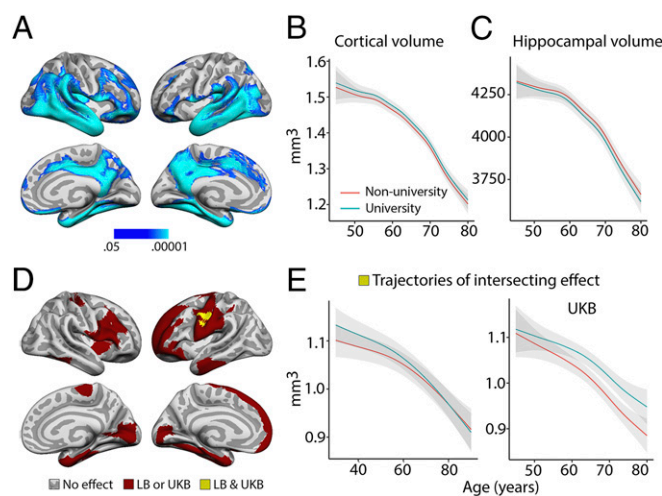 A
B
Cortical volume
C
Hippocampal volume
mm3
1.6
1.5
1.4
1.3
1.2
50 60 70 80
Non-university
University
4250
4000
3750
50 60 70 80
.05 .00001
D
No effect LB or UKB LB & UKB
E
Trajectories of intersecting effect
UKB
mm3
1.1
1.0
0.9
40 60 80
1.1
1.0
0.9
50 60 70 80
Age (years)